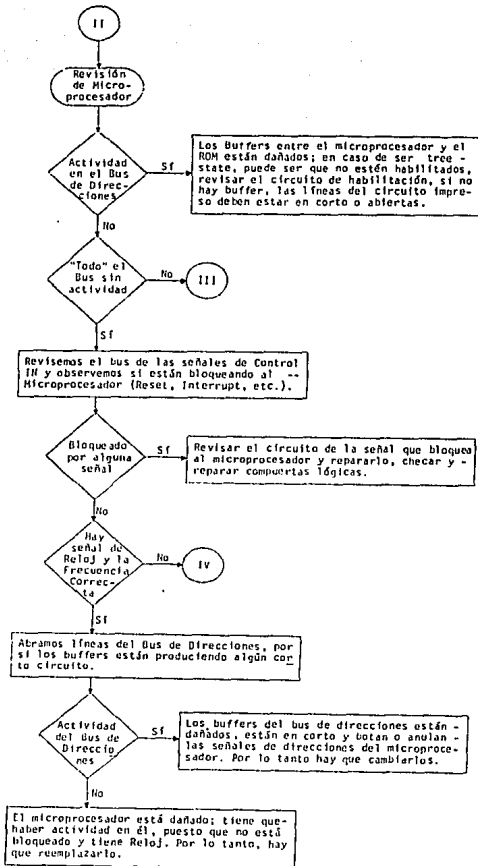 II
Revisión
de Micro-
procesador
Actividad
en el Bus
de Direc-
ciones
Sí
Los Buffers entre el microprocesador y el
ROM están dañados; en caso de ser tree -
state, puede ser que no estén habilitados,
revisar el circuito de habilitación, si no
hay buffer, las líneas del circuito impre-
so deben estar en corto o abiertas.
No
"Todo" el
Bus sin
actividad
No
III
Sí
Revisemos el bus de las señales de Control
IN y observemos si están bloqueando al --
Microprocesador (Reset, Interrupt, etc.).
Bloqueado
por alguna
señal
Sí
Revisar el circuito de la señal que bloquea
al microprocesador y repararlo, checar y -
reparar compuertas lógicas.
No
Hay
señal de
Reloj y la
Frecuencia
Correc-
ta
No
IV
Sí
Abramos líneas del Bus de Direcciones, por
si los buffers están produciendo algún cor
to circuito.
Actividad
del Bus de
Direccio
nes
Sí
Los buffers del bus de direcciones están -
dañados, están en corto y botan o anulan -
las señales de direcciones del microproce-
sador. Por lo tanto hay que cambiarlos.
No
El microprocesador está dañado; tiene que-
haber actividad en él, puesto que no está
bloqueado y tiene Reloj. Por lo tanto, hay
que reemplazarlo.